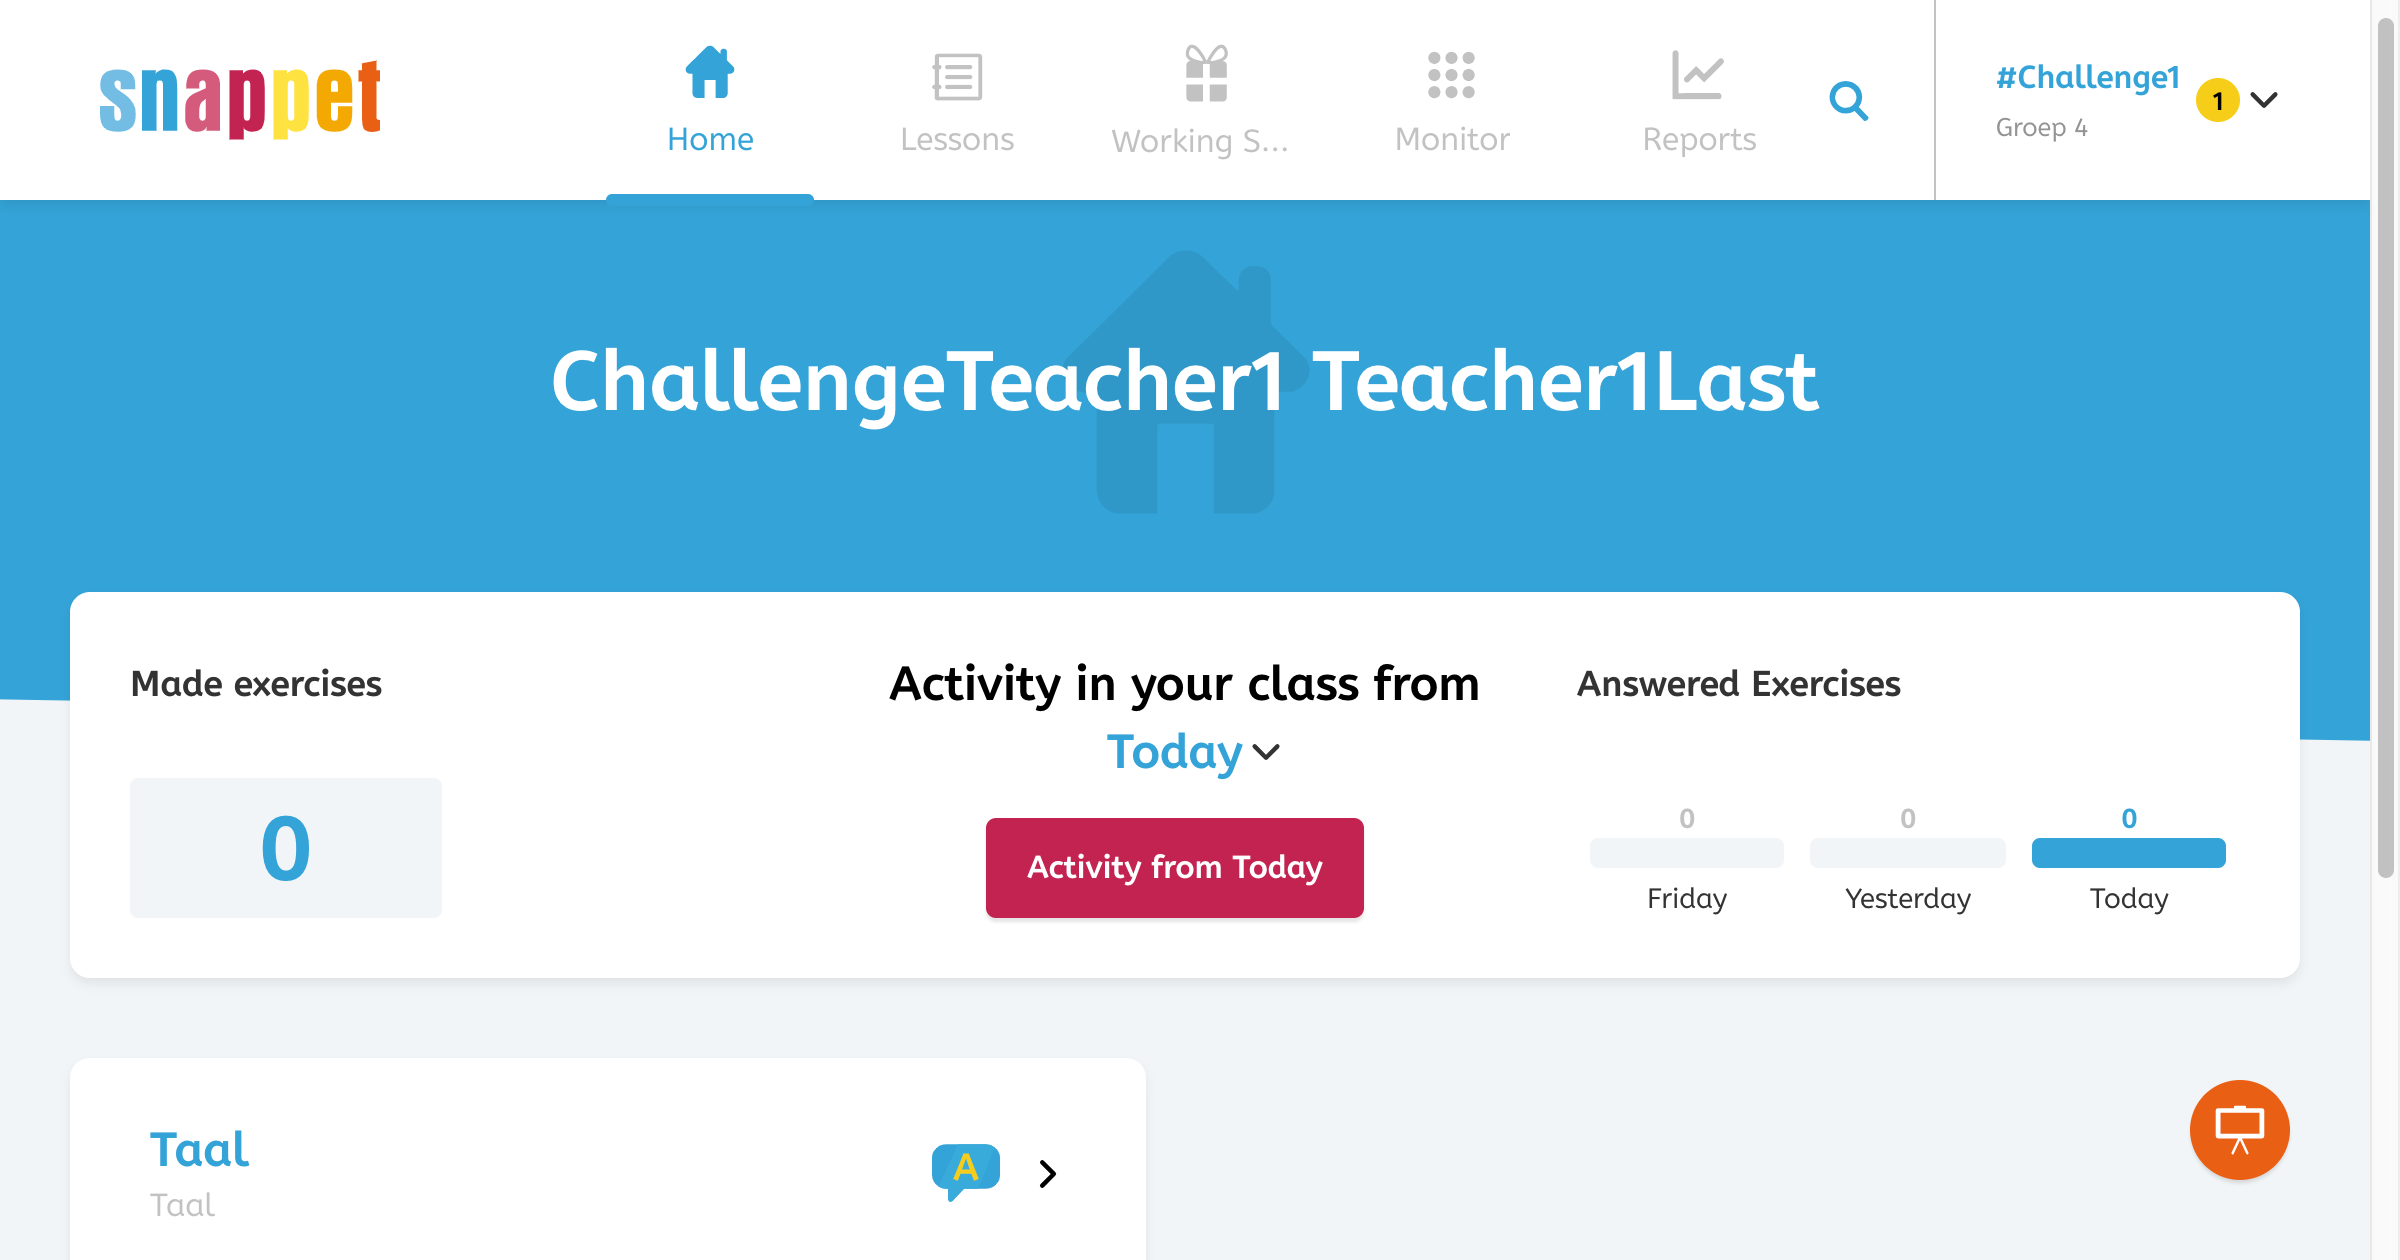 snappet
Home
Lessons
Working S...
Monitor
Reports
#Challenge1
Groep 4
1
ChallengeTeacher1 Teacher1Last
Made exercises
0
Activity in your class from
Today
Activity from Today
Answered Exercises
0 0 0
Friday Yesterday Today
Taal
Taal
A